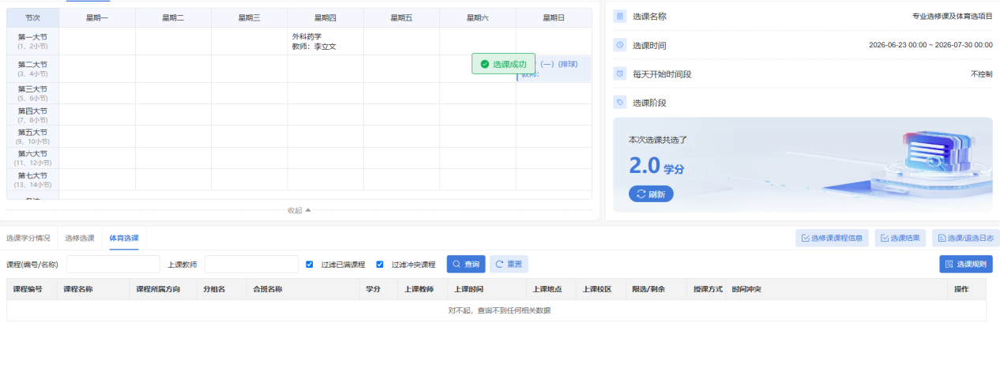 节次 星期一 星期二 星期三 星期四 星期五 星期六 星期日
第一大节
(1、2小节)
外科药学
教师：李立文
第二大节
(3、4小节)
选课成功
(一)（排球)
教师：
第三大节
(5、6小节)
第四大节
(7、8小节)
第五大节
(9、10小节)
第六大节
(11、12小节)
第七大节
(13、14小节)
收起
选课名称 专业选修课及体育选项目
选课时间 2026-06-23 00:00 ~ 2026-07-30 00:00
每天开始时间段 不控制
选课阶段
本次选课共选了
2.0 学分
刷新
选课学分情况 选修选课 体育选课 选修课课程信息 选课结果 选课/退选日志
课程(编号/名称) 上课教师 过滤已满课程 过滤冲突课程 查询 重置 选课规则
课程编号 课程名称 课程所属方向 分组名 合班名称 学分 上课教师 上课时间 上课地点 上课校区 限选/剩余 授课方式 时间冲突 操作
对不起，查询不到任何相关数据